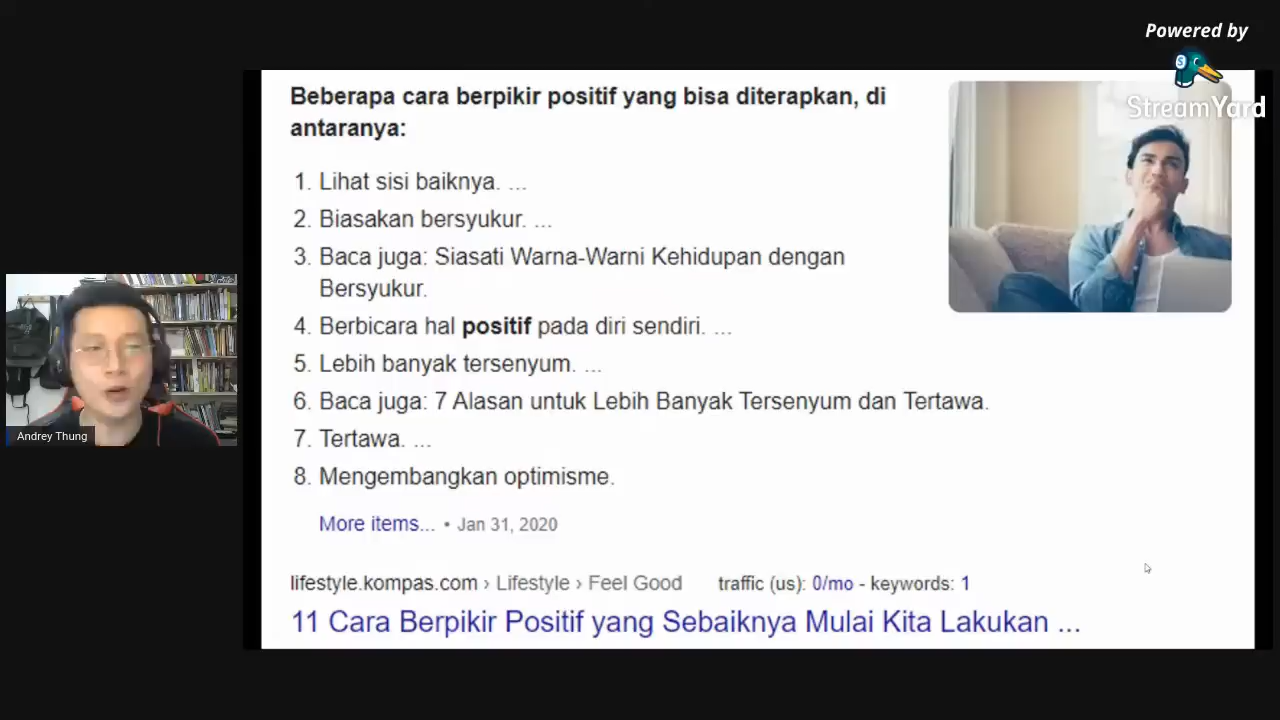 Powered by
StreamYard
Beberapa cara berpikir positif yang bisa diterapkan, di
antaranya:
1. Lihat sisi baiknya. ...
2. Biasakan bersyukur. ...
3. Baca juga: Siasati Warna-Warni Kehidupan dengan
Bersyukur.
4. Berbicara hal positif pada diri sendiri. ...
5. Lebih banyak tersenyum. ...
6. Baca juga: 7 Alasan untuk Lebih Banyak Tersenyum dan Tertawa.
7. Tertawa. ...
8. Mengembangkan optimisme.
More items... • Jan 31, 2020
lifestyle.kompas.com › Lifestyle › Feel Good traffic (us): 0/mo - keywords: 1
11 Cara Berpikir Positif yang Sebaiknya Mulai Kita Lakukan ...
Andrey Thung